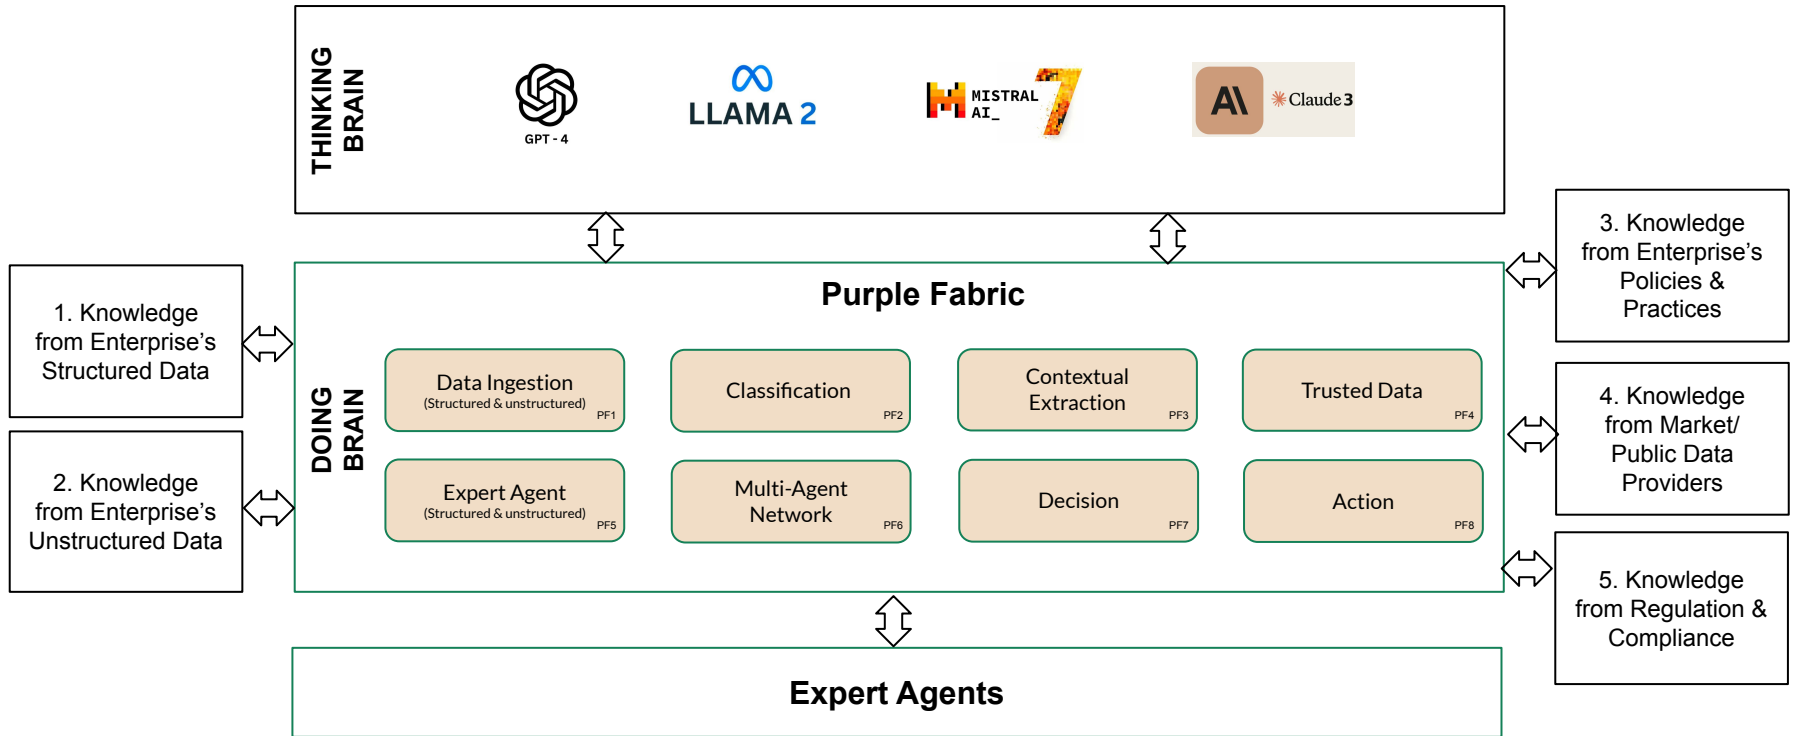 THINKING
BRAIN
GPT - 4
LLAMA 2
MISTRAL
AI_
7
A\
Claude 3
1. Knowledge
from Enterprise's
Structured Data
2. Knowledge
from Enterprise's
Unstructured Data
DOING
BRAIN
Purple Fabric
Data Ingestion
(Structured & unstructured)
PF1
Classification
PF2
Contextual
Extraction
PF3
Trusted Data
PF4
Expert Agent
(Structured & unstructured)
PF5
Multi-Agent
Network
PF6
Decision
PF7
Action
PF8
3. Knowledge
from Enterprise's
Policies &
Practices
4. Knowledge
from Market/
Public Data
Providers
5. Knowledge
from Regulation &
Compliance
Expert Agents